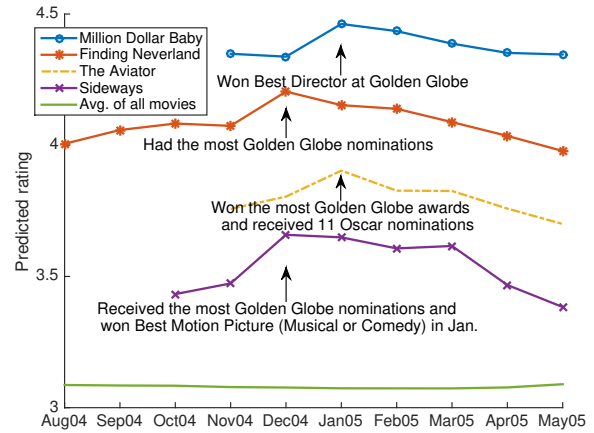 4.5
Million Dollar Baby
Finding Neverland
The Aviator
Sideways
Avg. of all movies
Won Best Director at Golden Globe
4
Had the most Golden Globe nominations
Predicted rating
Won the most Golden Globe awards
and received 11 Oscar nominations
3.5
Received the most Golden Globe nominations and
won Best Motion Picture (Musical or Comedy) in Jan.
3
Aug04 Sep04 Oct04 Nov04 Dec04 Jan05 Feb05 Mar05 Apr05 May05